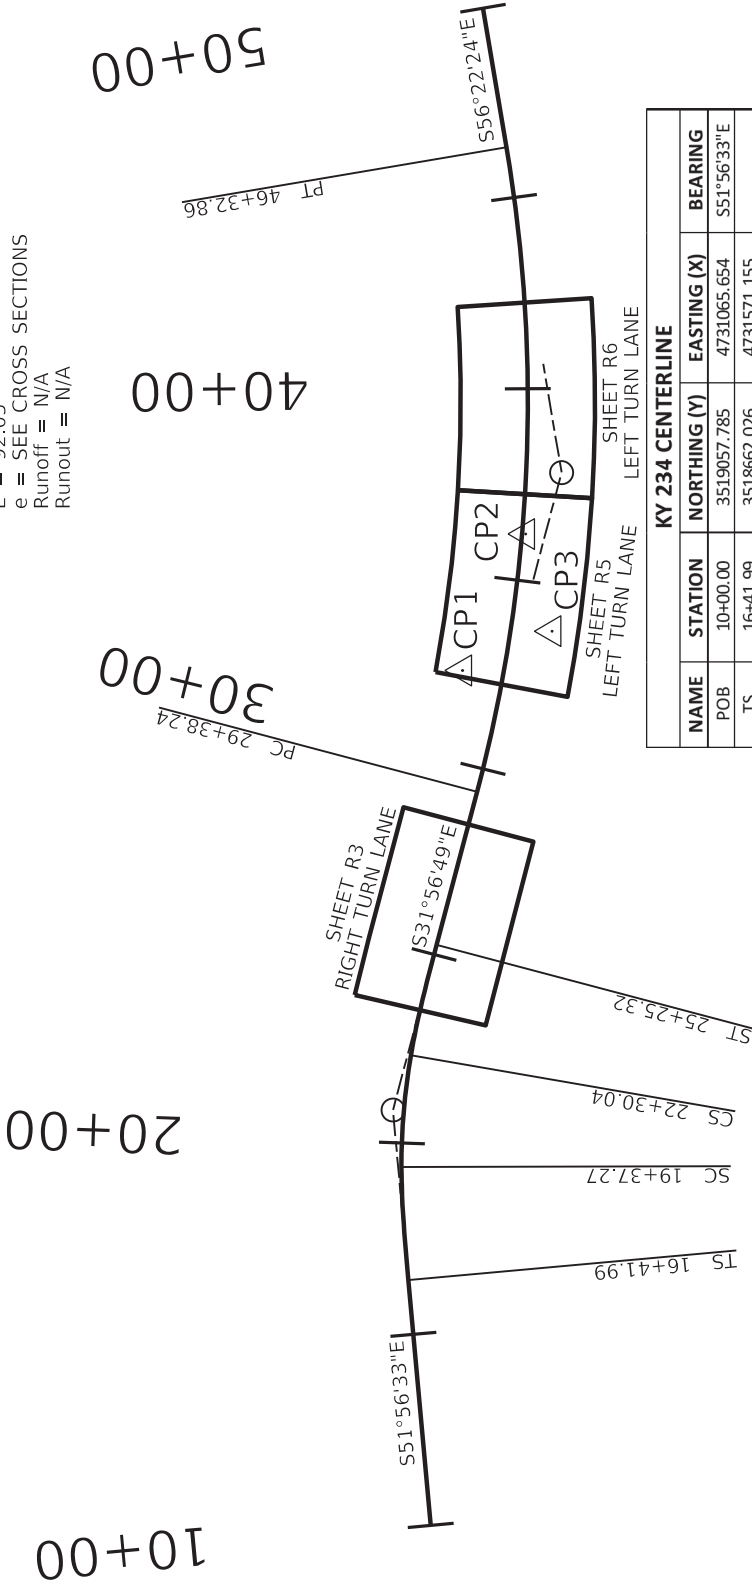 e = SEE CROSS SECTIONS
Runoff = N/A
Runout = N/A
50+00
S56°22'24"E
PT 46+32.86
40+00
SHEET R6
LEFT TURN LANE
CP2
CP1
CP3
SHEET R5
LEFT TURN LANE
30+00
PC 29+38.24
SHEET R3
RIGHT TURN LANE
S31°56'49"E
ST 25+25.32
CS 22+30.04
20+00
SC 19+37.27
TS 16+41.99
S51°56'33"E
10+00
KY 234 CENTERLINE
NAME STATION NORTHING (Y) EASTING (X) BEARING
POB 10+00.00 3519057.785 4731065.654 S51°56'33"E
TS 16+41.99 3518662.026 4731571.155